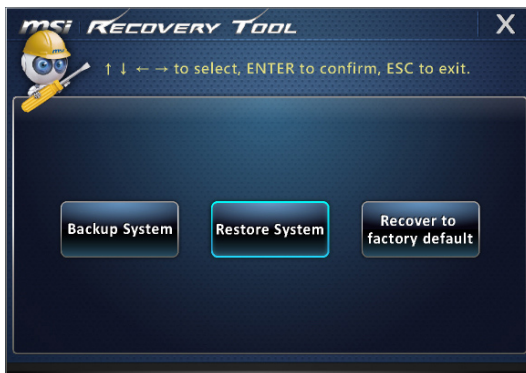 msi Recovery Tool X
↑ ↓ ← → to select, ENTER to confirm, ESC to exit.
Backup System
Restore System
Recover to
factory default